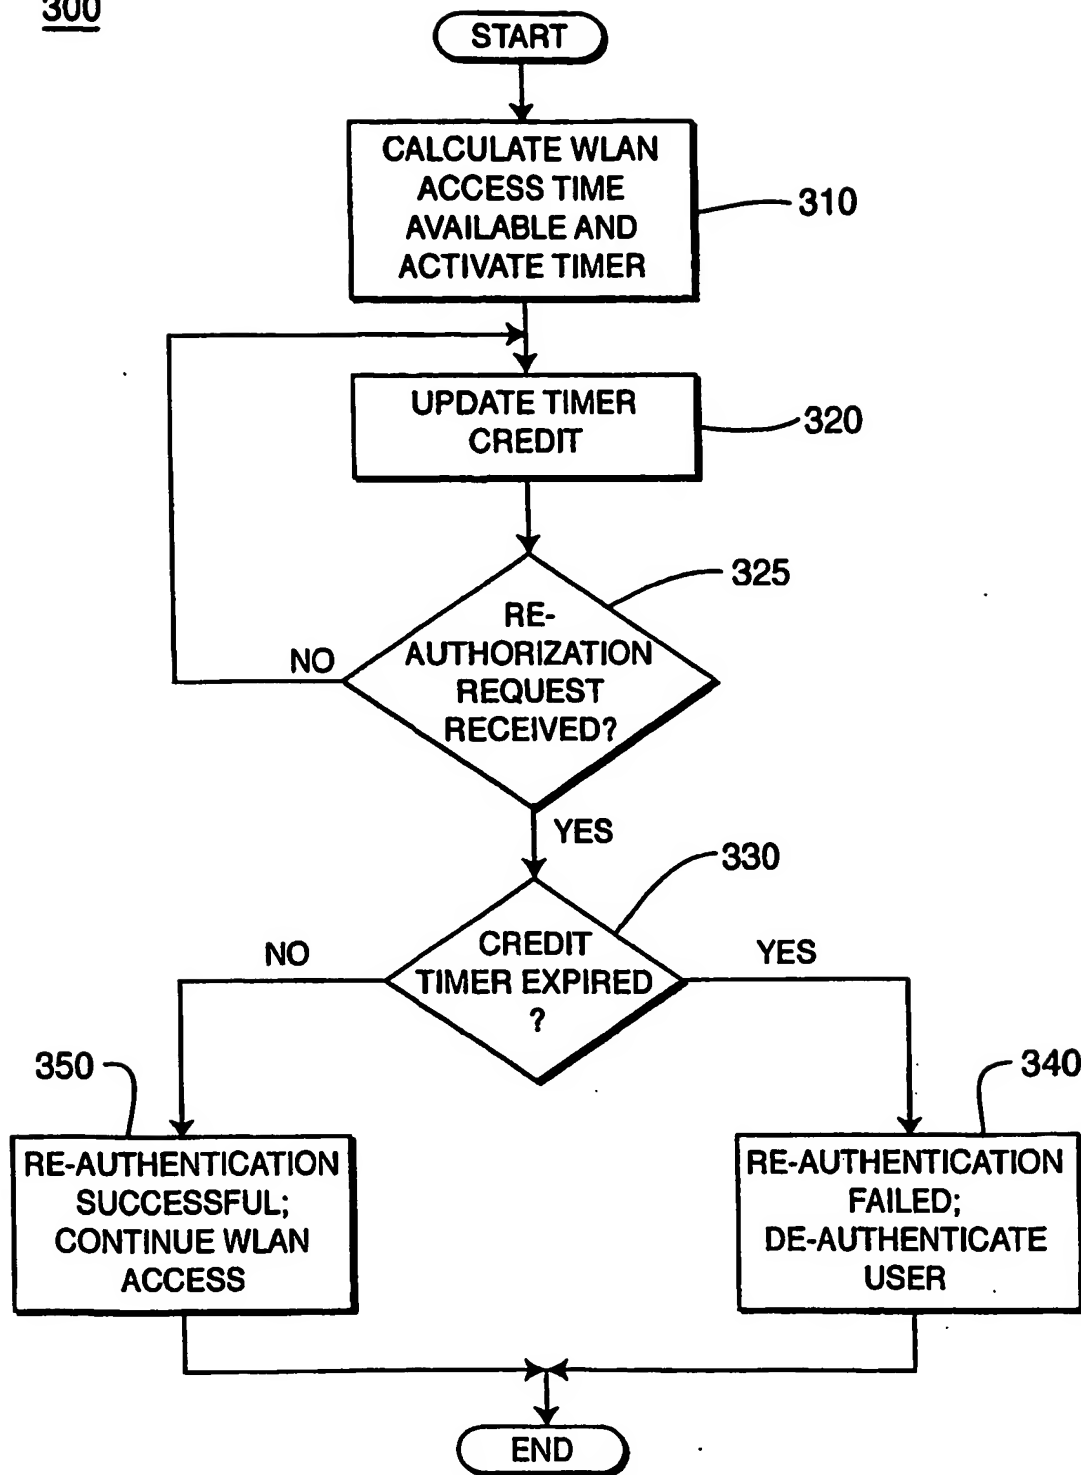 300
START
CALCULATE WLAN
ACCESS TIME
AVAILABLE AND
ACTIVATE TIMER
310
UPDATE TIMER
CREDIT
320
325
RE-
AUTHORIZATION
REQUEST
RECEIVED?
NO
YES
330
CREDIT
TIMER EXPIRED
?
NO
YES
350
RE-AUTHENTICATION
SUCCESSFUL;
CONTINUE WLAN
ACCESS
340
RE-AUTHENTICATION
FAILED;
DE-AUTHENTICATE
USER
END